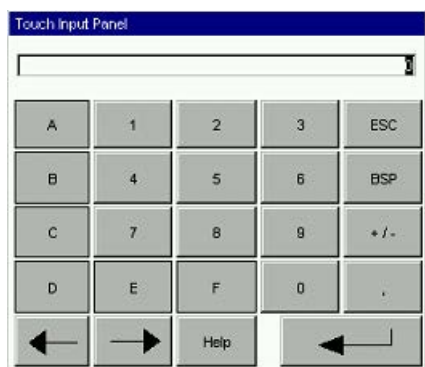 Touch Input Panel
0
A 1 2 3 ESC
B 4 5 6 BSP
C 7 8 9 + / -
D E F 0 ,
Help